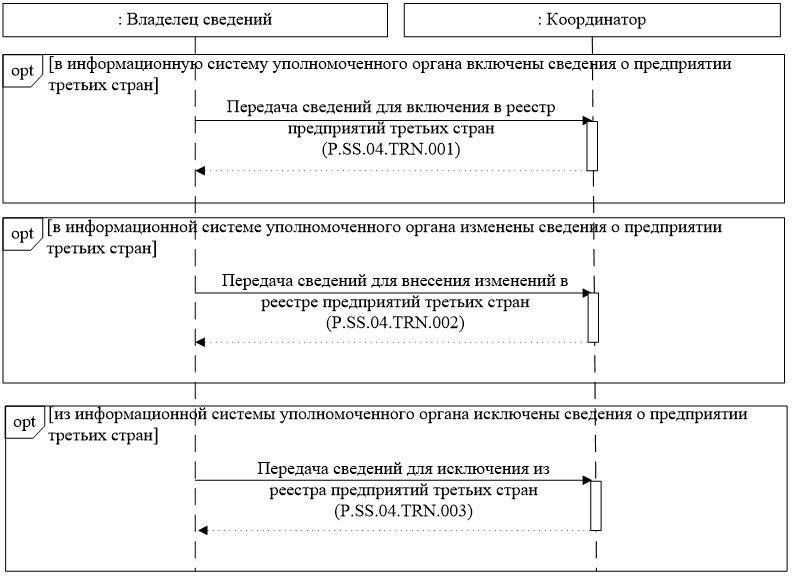 : Владелец сведений
: Координатор
opt
[в информационную систему уполномоченного органа включены сведения о предприятии
третьих стран]
Передача сведений для включения в реестр
предприятий третьих стран
(P.SS.04.TRN.001)
opt
[в информационной системе уполномоченного органа изменены сведения о предприятии
третьих стран]
Передача сведений для внесения изменений в
реестре предприятий третьих стран
(P.SS.04.TRN.002)
opt
[из информационной системы уполномоченного органа исключены сведения о предприятии
третьих стран]
Передача сведений для исключения из
реестра предприятий третьих стран
(P.SS.04.TRN.003)